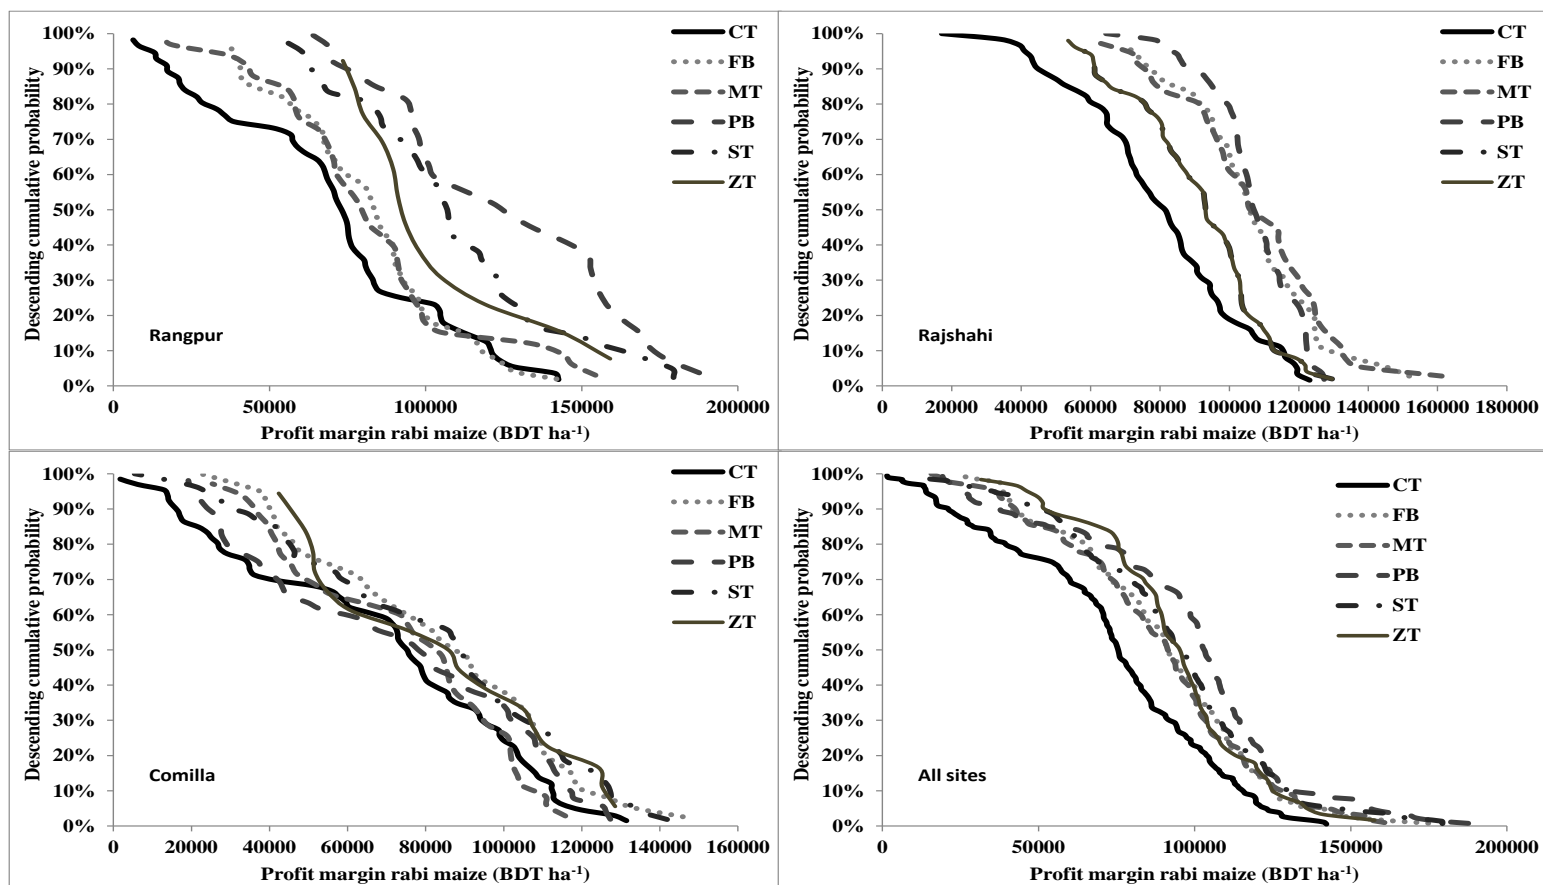 100%
90%
80%
70%
60%
50%
40%
30%
20%
10%
0%
Descending cumulative probability
CT
FB
MT
PB
ST
ZT
Rangpur
0 50000 100000 150000 200000
Profit margin rabi maize (BDT ha-1)
100%
90%
80%
70%
60%
50%
40%
30%
20%
10%
0%
Descending cumulative probability
CT
FB
MT
PB
ST
ZT
Rajshahi
0 20000 40000 60000 80000 100000 120000 140000 160000 180000
Profit margin rabi maize (BDT ha-1)
100%
90%
80%
70%
60%
50%
40%
30%
20%
10%
0%
Descending cumulative probability
CT
FB
MT
PB
ST
ZT
Comilla
0 20000 40000 60000 80000 100000 120000 140000 160000
Profit margin rabi maize (BDT ha-1)
100%
90%
80%
70%
60%
50%
40%
30%
20%
10%
0%
Descending cumulative probability
CT
FB
MT
PB
ST
ZT
All sites
0 50000 100000 150000 200000
Profit margin rabi maize (BDT ha-1)